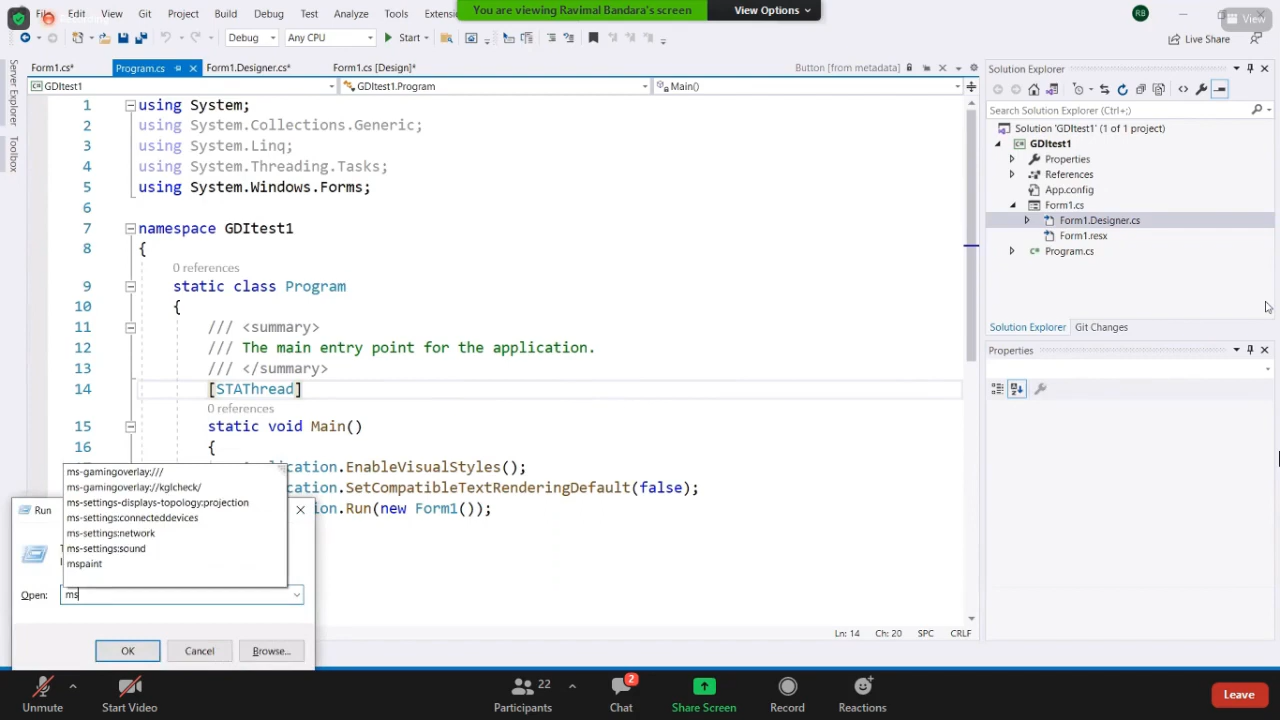 You are viewing Ravimal Bandara's screen
View Options
File Edit View Git Project Build Debug Test Analyze Tools
RB
View
Debug
Any CPU
Start
Live Share
Form1.cs*
Program.cs
Form1.Designer.cs*
Form1.cs [Design]*
Button [from metadata]
GDItest1
GDItest1.Program
Main()
Server Explorer
Toolbox
1 using System;
2 using System.Collections.Generic;
3 using System.Linq;
4 using System.Threading.Tasks;
5 using System.Windows.Forms;
6
7 namespace GDItest1
8 {
0 references
9 static class Program
10 {
11 /// <summary>
12 /// The main entry point for the application.
13 /// </summary>
14 [STAThread]
0 references
15 static void Main()
16 {
lication.EnableVisualStyles();
lication.SetCompatibleTextRenderingDefault(false);
ion.Run(new Form1());
ms-gamingoverlay:///
ms-gamingoverlay://kglcheck/
ms-settings-displays-topology:projection
ms-settings:connecteddevices
ms-settings:network
ms-settings:sound
mspaint
Run
Open:
ms
OK
Cancel
Browse...
Ln: 14
Ch: 20
SPC
CRLF
Solution Explorer
Search Solution Explorer (Ctrl+;)
Solution 'GDItest1' (1 of 1 project)
GDItest1
Properties
References
App.config
Form1.cs
Form1.Designer.cs
Form1.resx
Program.cs
Solution Explorer
Git Changes
Properties
Unmute
Start Video
22
Participants
2
Chat
Share Screen
Record
Reactions
Leave